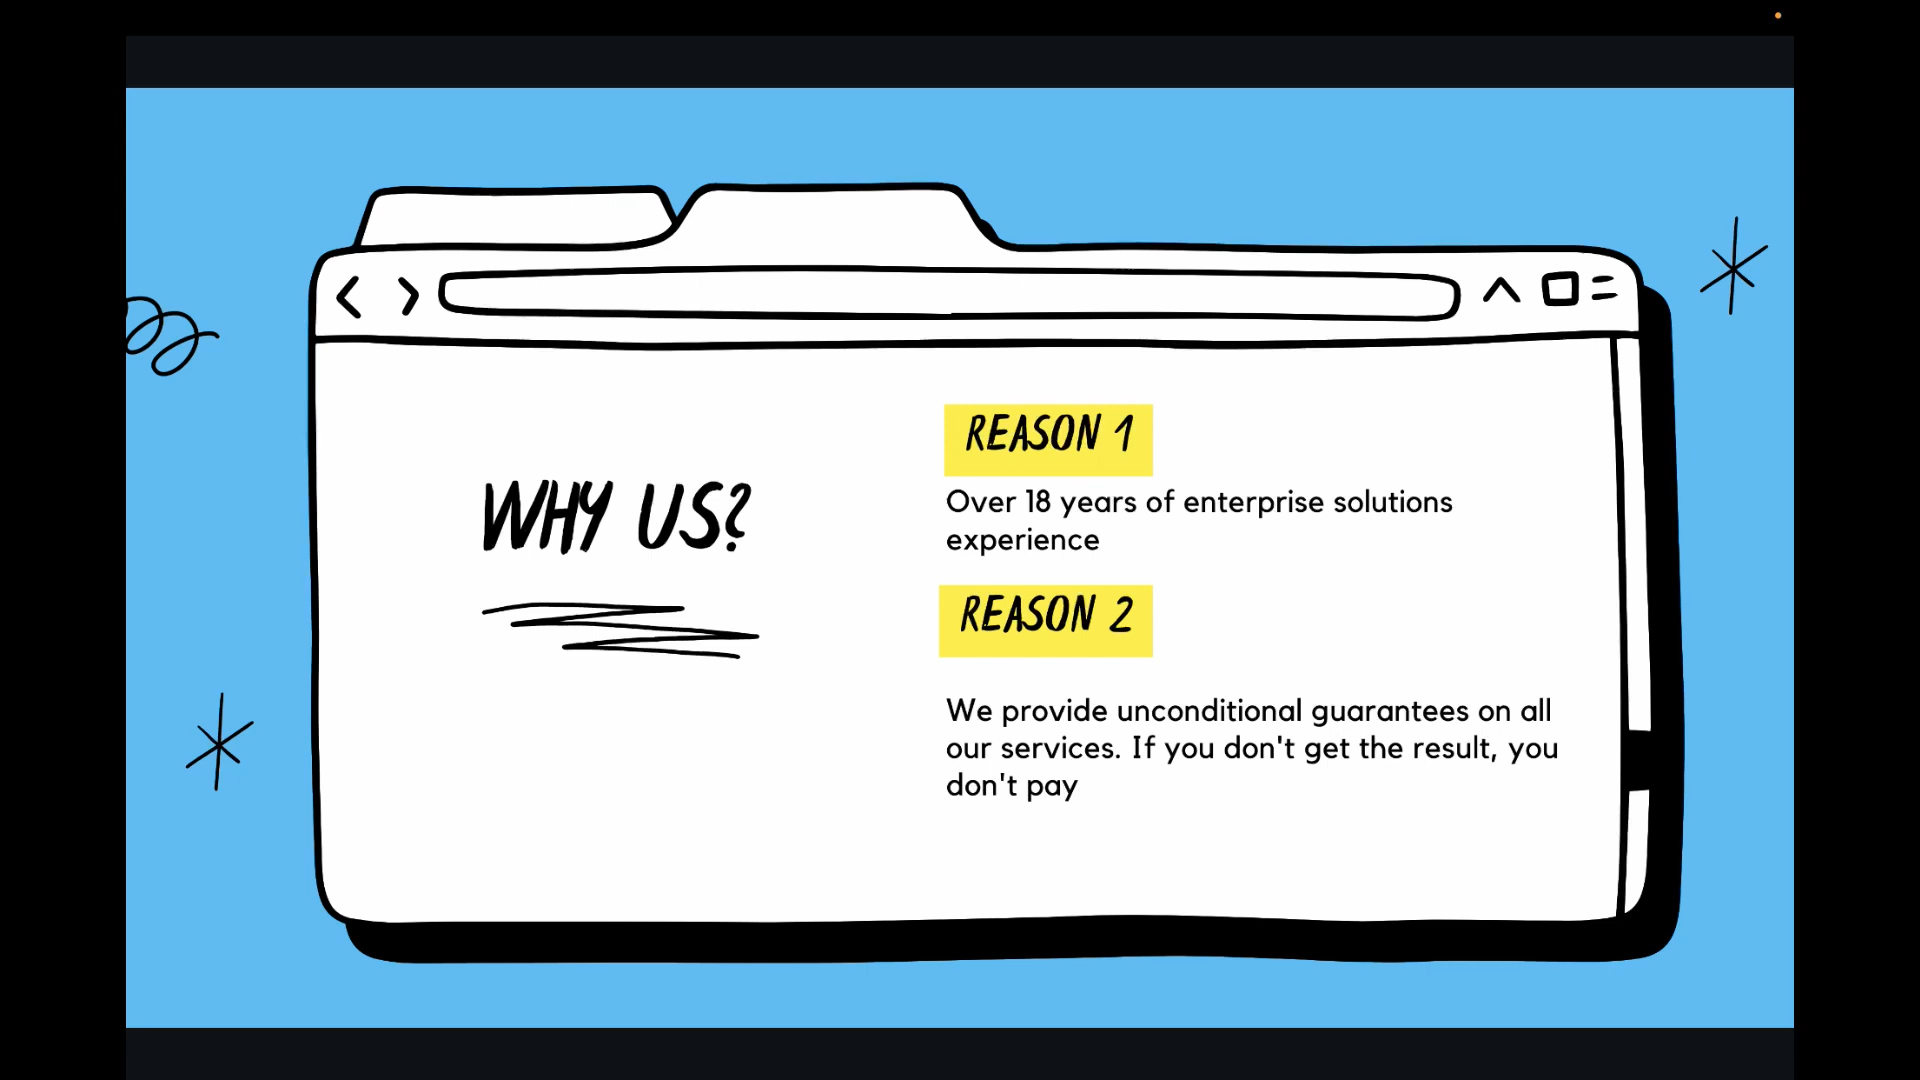 WHY US?
REASON 1
Over 18 years of enterprise solutions
experience
REASON 2
We provide unconditional guarantees on all
our services. If you don't get the result, you
don't pay